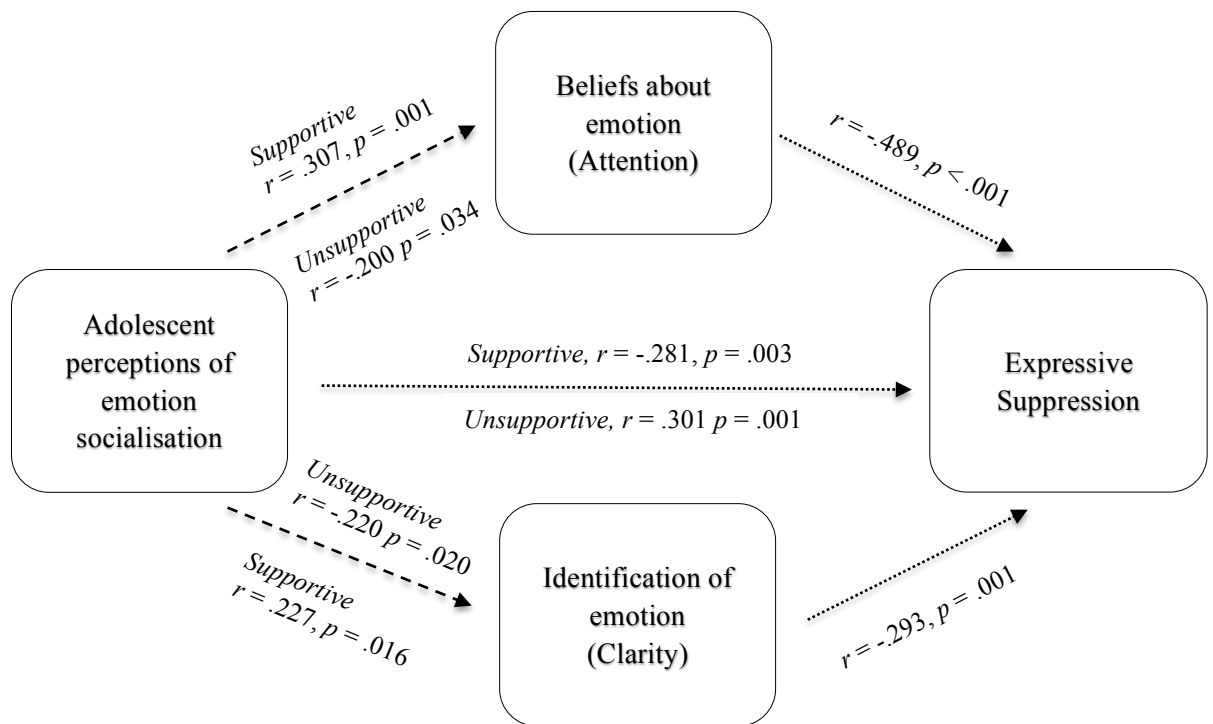 Beliefs about
emotion
(Attention)
Supportive
r = .307, p = .001
Unsupportive
r = -.200 p = .034
r = -.489, p < .001
Adolescent
perceptions of
emotion
socialisation
Supportive, r = -.281, p = .003
Unsupportive, r = .301 p = .001
Expressive
Suppression
Unsupportive
r = -.220 p = .020
Supportive
r = .227, p = .016
Identification of
emotion
(Clarity)
r = -.293, p = .001